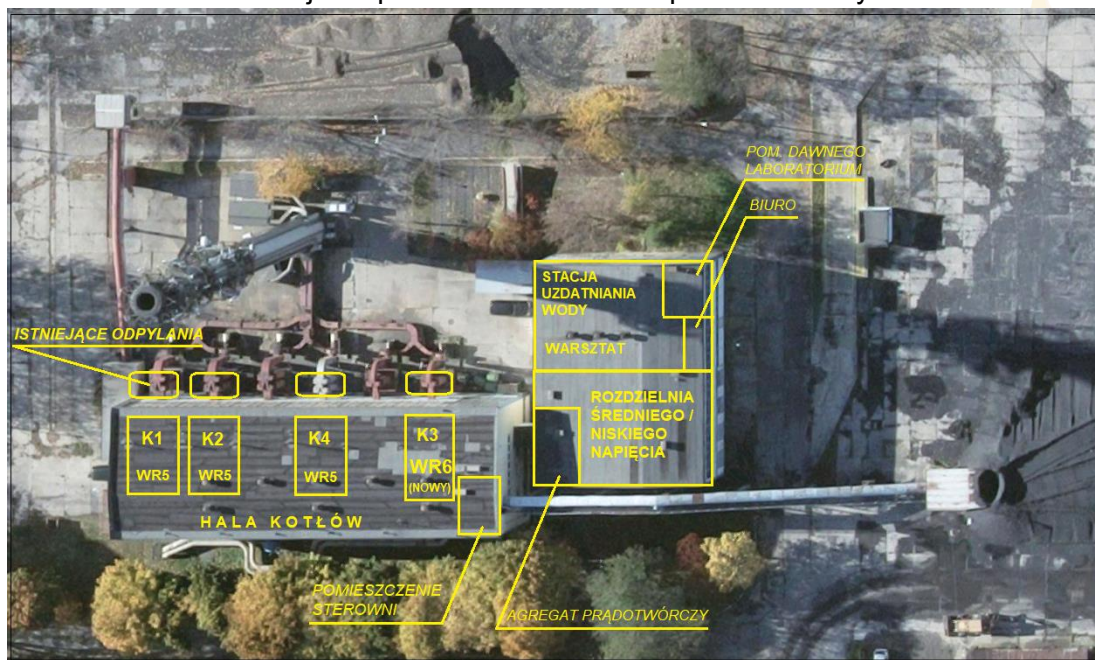 POM. DAWNEGO
LABORATORIUM
BIURO
STACJA
UZDATNIANIA
WODY
ISTNIEJĄCE ODPYLANIA
WARSZTAT
ROZDZIELNIA
ŚREDNIEGO /
NISKIEGO
NAPIĘCIA
K1
WR5
K2
WR5
K4
WR5
K3
WR6
(NOWY)
HALA KOTŁÓW
POMIESZCZENIE
STEROWNI
AGREGAT PRĄDOTWÓRCZY